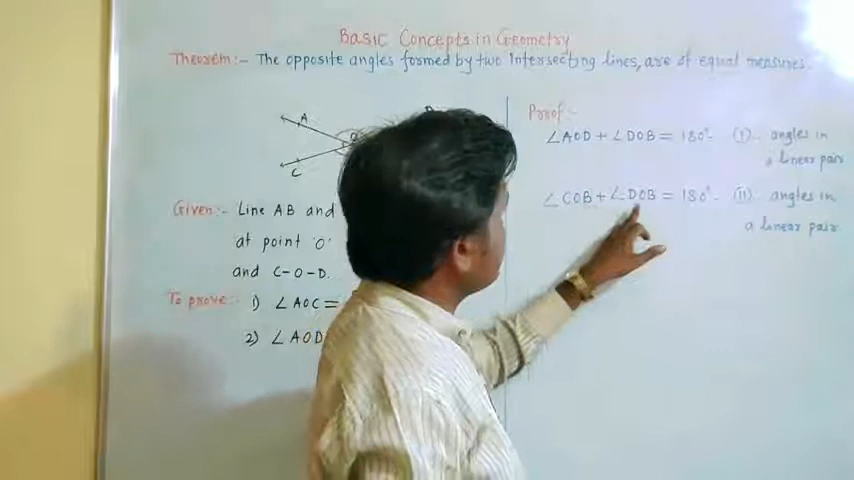 Basic Concepts in Geometry
Theorem:- The opposite angles formed by two intersecting lines, are of equal measures.
A
C
Given:- Line AB and
at point 'O'
and C-O-D.
To prove:- 1) ∠AOC =
2) ∠AOD
Proof:-
∠AOD + ∠DOB = 180° - (I) - angles in
a linear pair
∠COB + ∠DOB = 180° - (II) - angles in
a linear pair